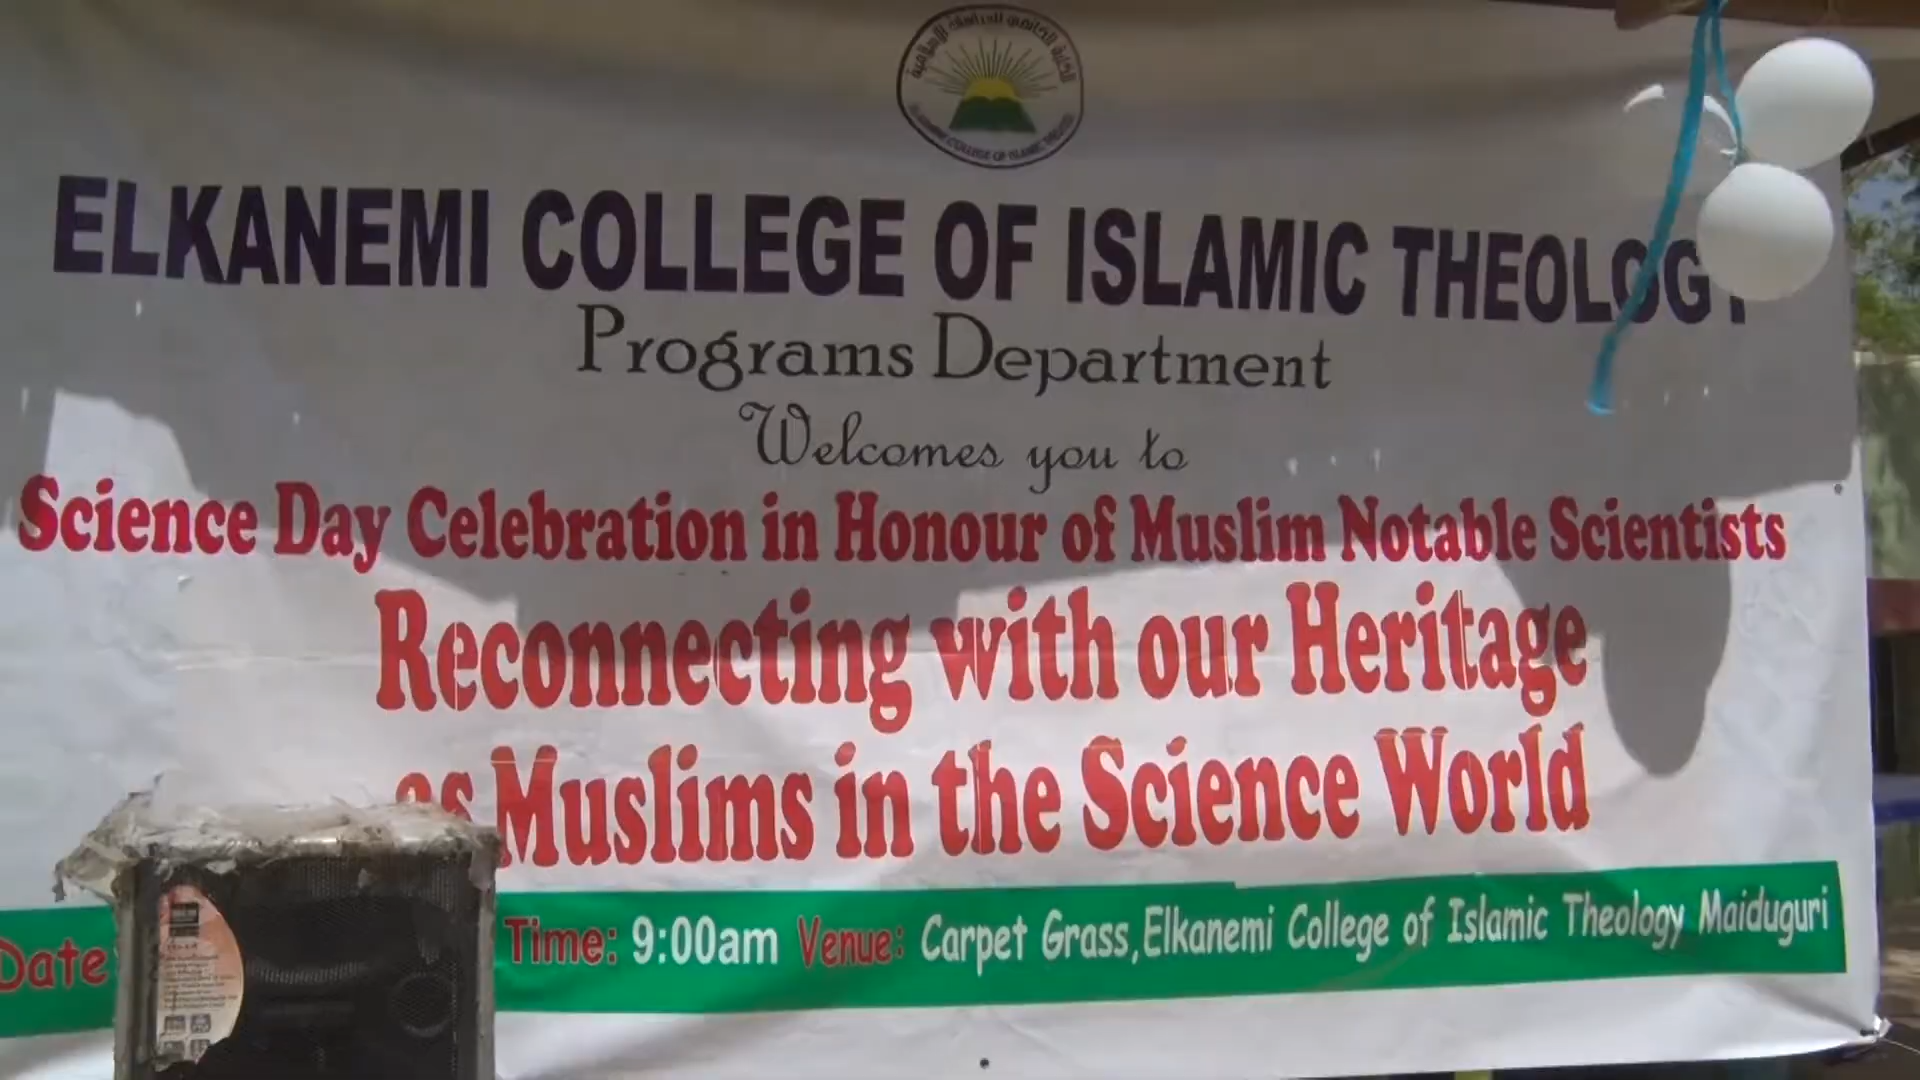 ELKANEMI COLLEGE OF ISLAMIC THEOLOGY
Programs Department
Welcomes you to
Science Day Celebration in Honour of Muslim Notable Scientists
Reconnecting with our Heritage
as Muslims in the Science World
Date: Time: 9:00am Venue: Carpet Grass,Elkanemi College of Islamic Theology Maiduguri